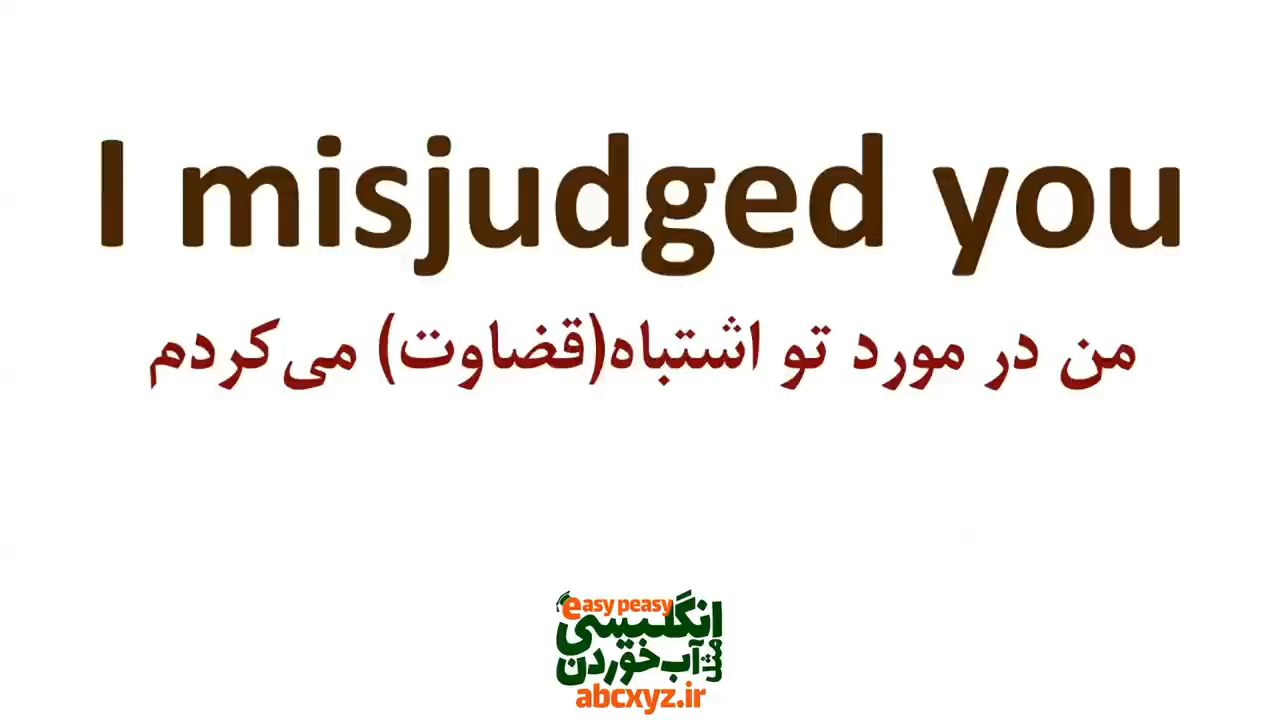 I misjudged you
من در مورد تو اشتباه(قضاوت) می‌کردم
easy peasy
انگلیسی
مثل آب خوردن
abcxyz.ir